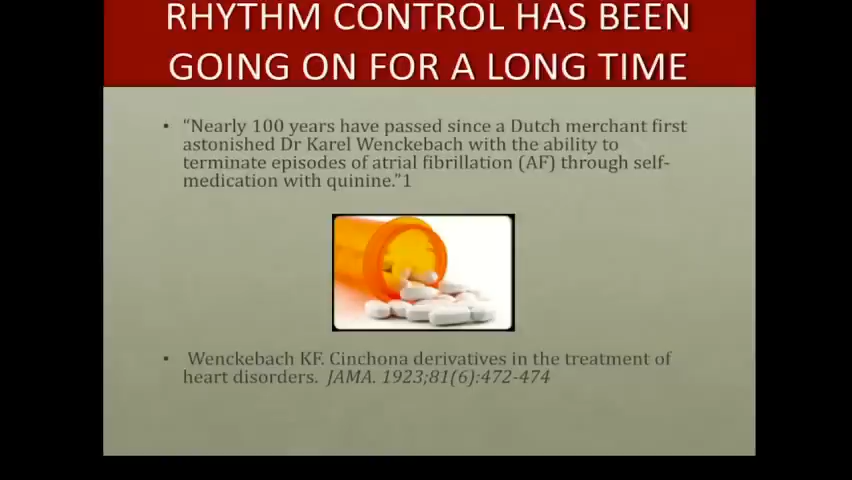 RHYTHM CONTROL HAS BEEN
GOING ON FOR A LONG TIME
• “Nearly 100 years have passed since a Dutch merchant first
astonished Dr Karel Wenckebach with the ability to
terminate episodes of atrial fibrillation (AF) through self-
medication with quinine.”1
• Wenckebach KF. Cinchona derivatives in the treatment of
heart disorders. JAMA. 1923;81(6):472-474